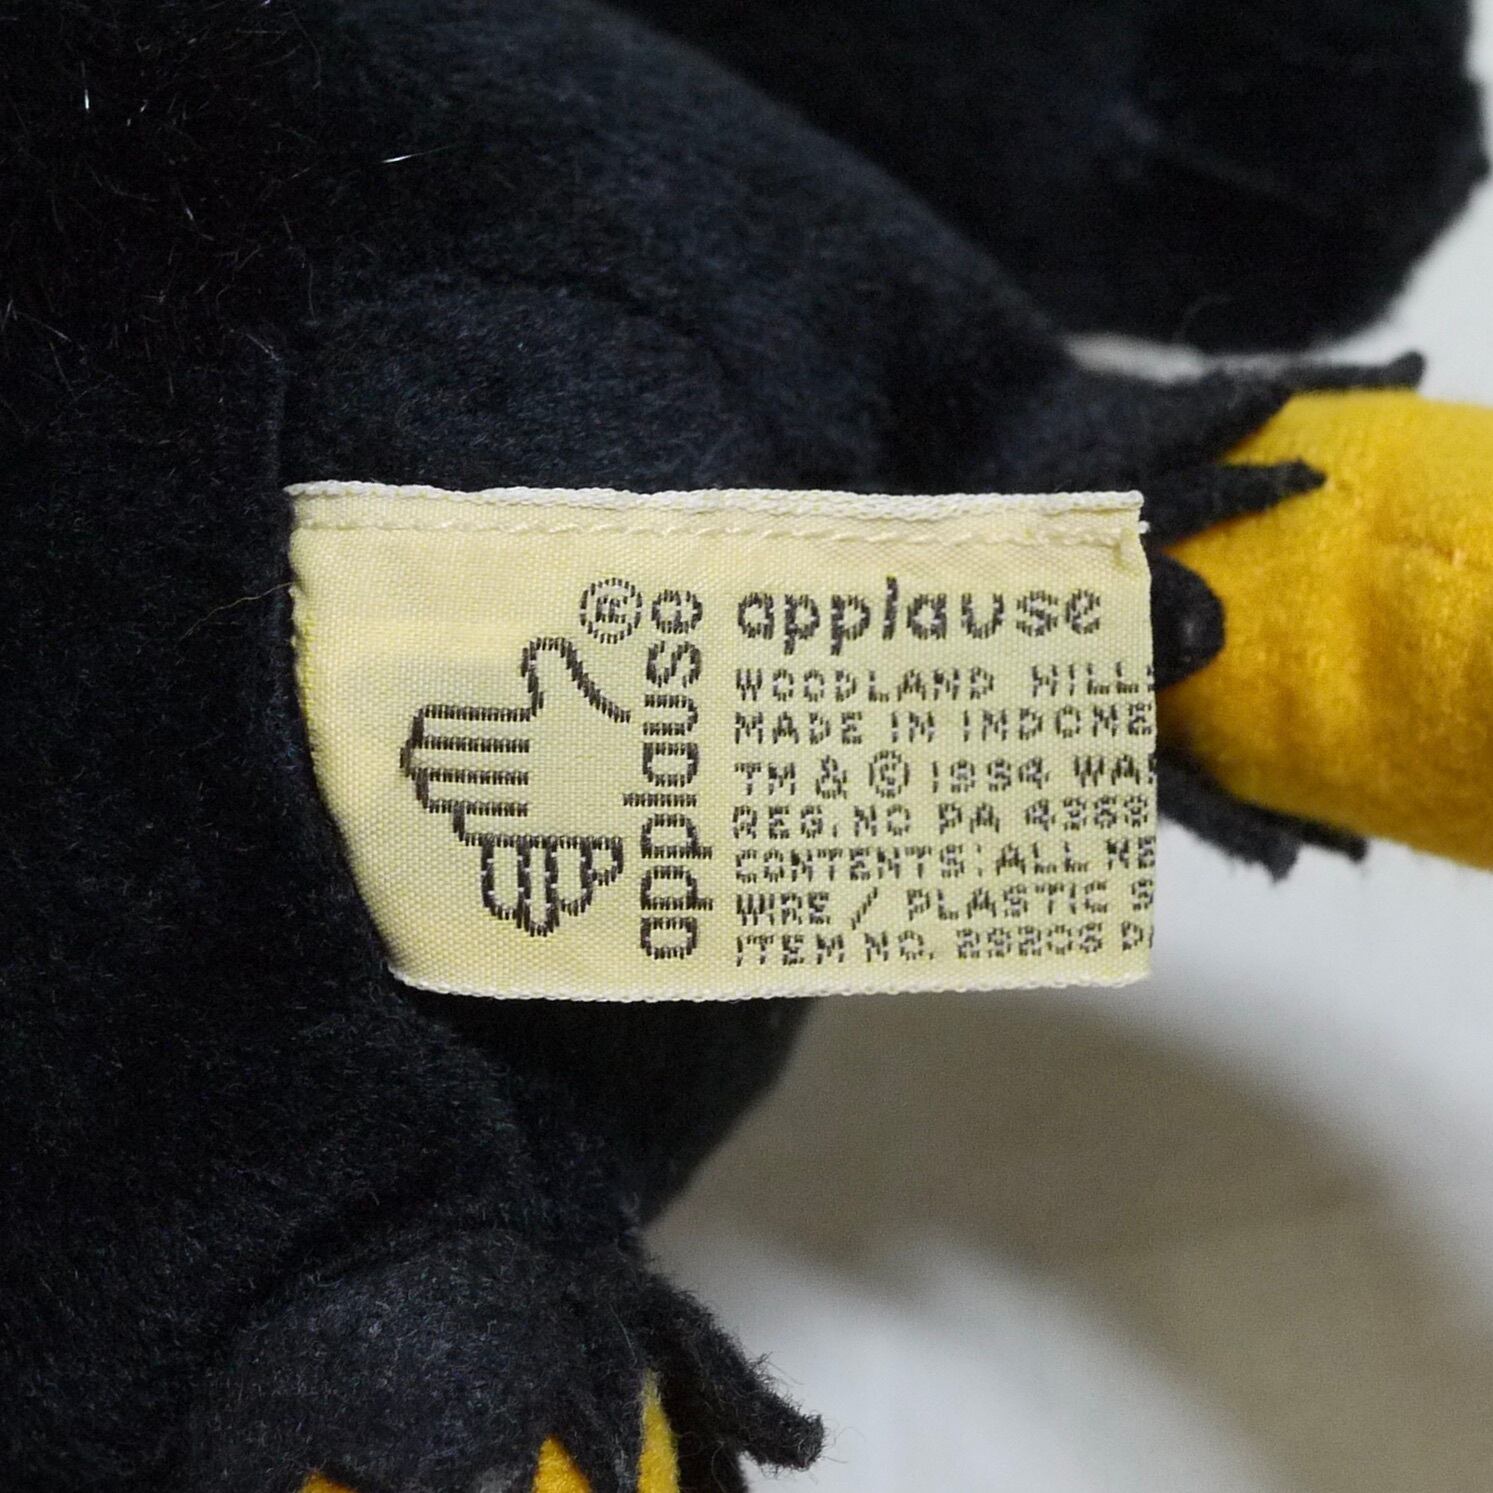 applause®
applause
WOODLAND HILL
MADE IN INDONE
TM & © 1994 WA
REG. NO PA 4369
CONTENTS: ALL NE
WIRE / PLASTIC S
ITEM NO. 29208 D